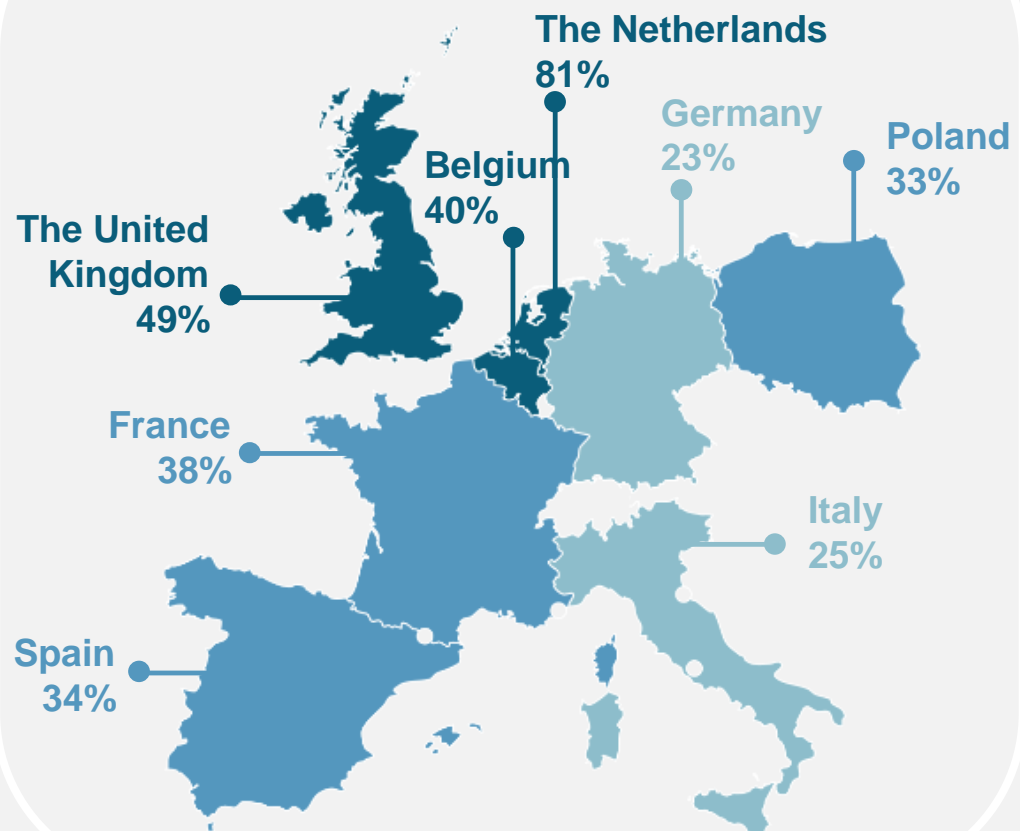 The Netherlands
81%
Germany
23%
Poland
33%
Belgium
40%
The United
Kingdom
49%
France
38%
Italy
25%
Spain
34%